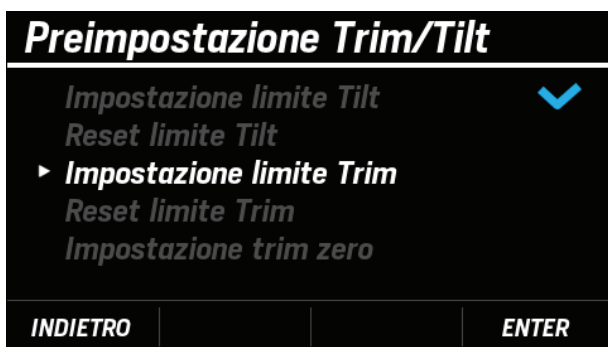 Preimpostazione Trim/Tilt
Impostazione limite Tilt
Reset limite Tilt
Impostazione limite Trim
Reset limite Trim
Impostazione trim zero
INDIETRO ENTER